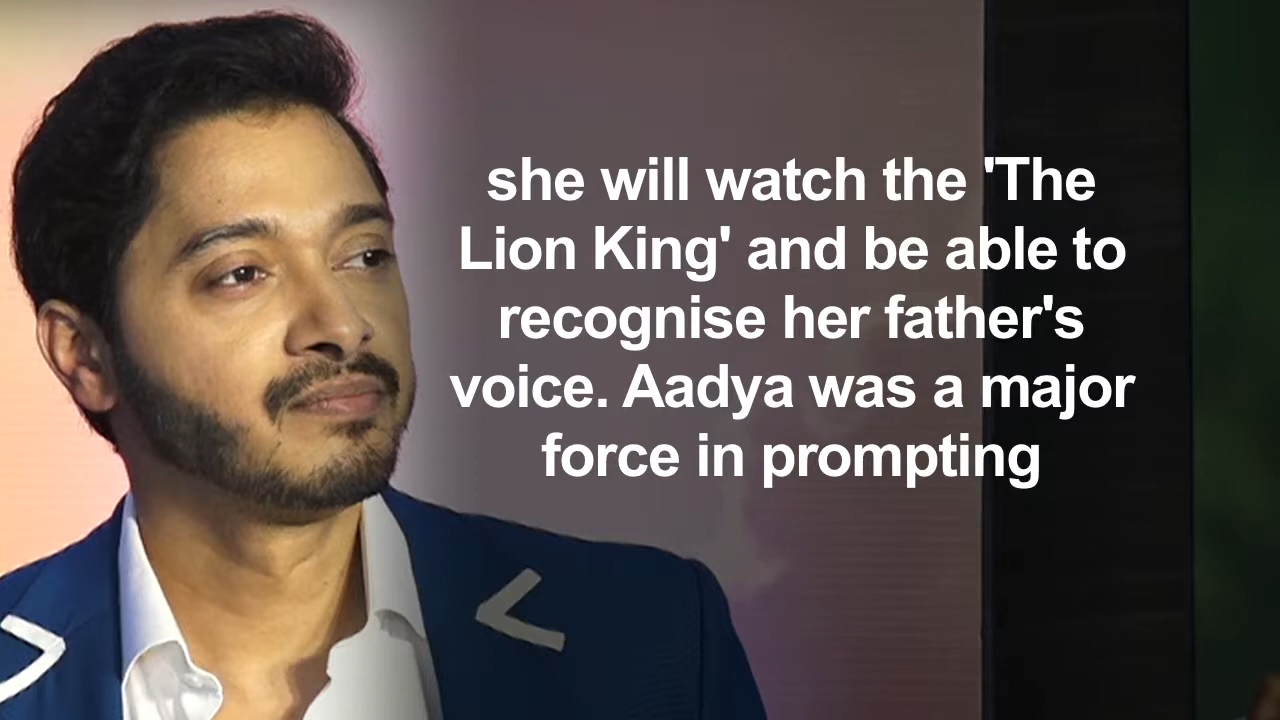 she will watch the 'The
Lion King' and be able to
recognise her father's
voice. Aadya was a major
force in prompting